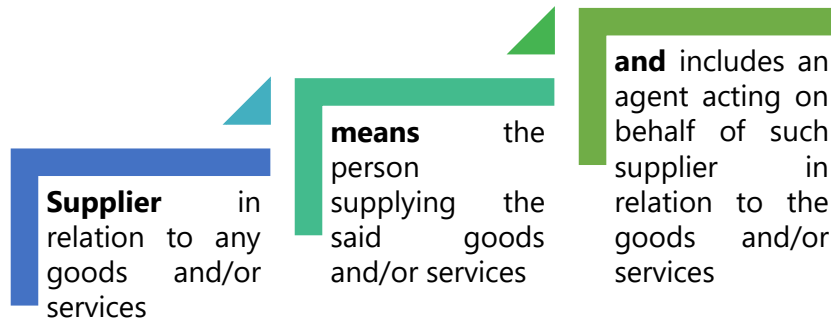 Supplier in
relation to any
goods and/or
services
means the
person
supplying the
said goods
and/or services
and includes an
agent acting on
behalf of such
supplier in
relation to the
goods and/or
services